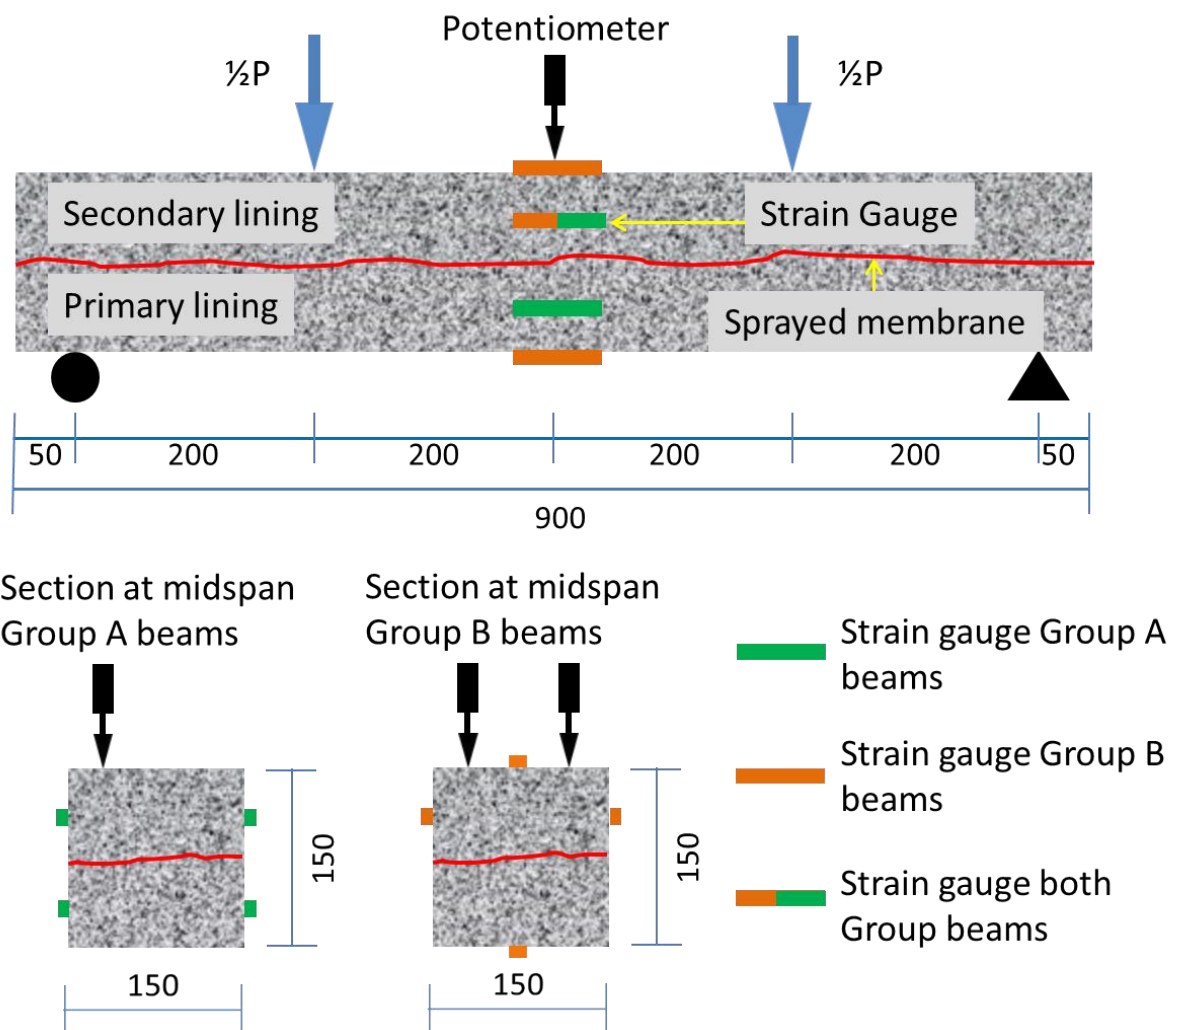 Potentiometer
½P
½P
Secondary lining
Strain Gauge
Primary lining
Sprayed membrane
50 200 200 200 200 50
900
Section at midspan
Group A beams
Section at midspan
Group B beams
150
150
150
150
Strain gauge Group A
beams
Strain gauge Group B
beams
Strain gauge both
Group beams